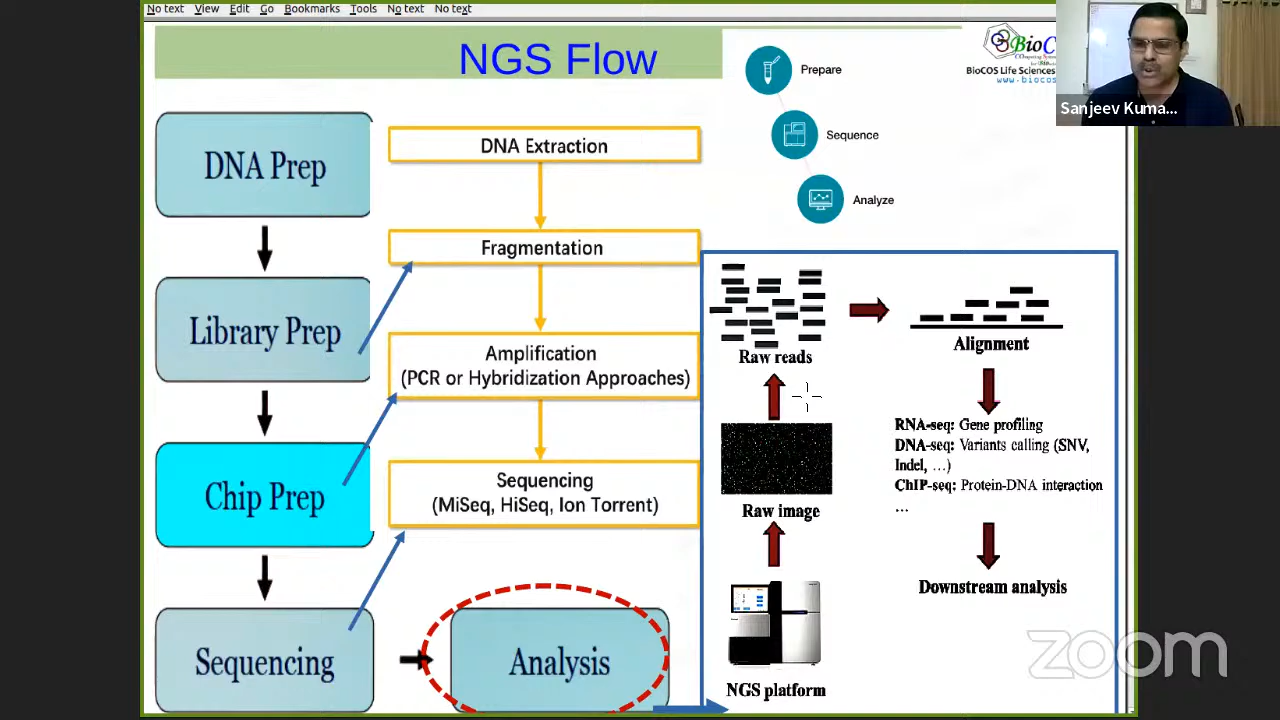 No text View Edit Go Bookmarks Tools No text No text
NGS Flow
BioC
BioCOS Life Sciences
www.biocos
Prepare
Sequence
Analyze
Sanjeev Kuma...
DNA Prep
Library Prep
Chip Prep
Sequencing
Analysis
DNA Extraction
Fragmentation
Amplification
(PCR or Hybridization Approaches)
Sequencing
(MiSeq, HiSeq, Ion Torrent)
Raw reads
Raw image
NGS platform
Alignment
RNA-seq: Gene profiling
DNA-seq: Variants calling (SNV,
Indel, ...)
ChIP-seq: Protein-DNA interaction
...
Downstream analysis
zoom